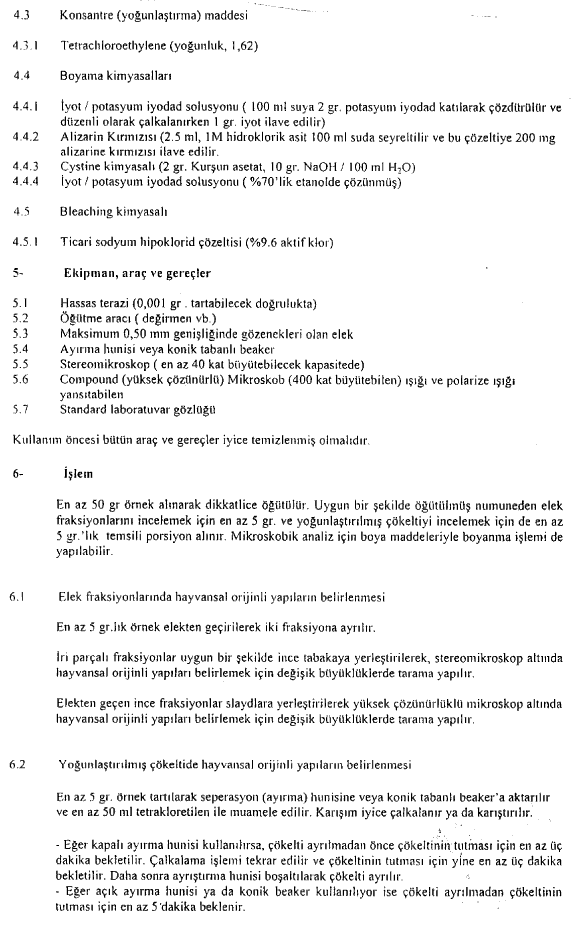 4.3 Konsantre (yoğunlaştırma) maddesi
4.3.1 Tetrachloroethylene (yoğunluk, 1,62)
4.4 Boyama kimyasalları
4.4.1 İyot / potasyum iyodad solusyonu ( 100 ml suya 2 gr. potasyum iyodad katılarak çözdürülür ve
düzenli olarak çalkalanırken 1 gr. iyot ilave edilir)
4.4.2 Alizarin Kırmızısı (2.5 ml, 1M hidroklorik asit 100 ml suda seyreltilir ve bu çözeltiye 200 mg
alizarine kırmızısı ilave edilir.
4.4.3 Cystine kimyasalı (2 gr. Kurşun asetat, 10 gr. NaOH / 100 ml H2O)
4.4.4 İyot / potasyum iyodad solusyonu ( %70'lik etanolde çözünmüş)
4.5 Bleaching kimyasalı
4.5.1 Ticari sodyum hipoklorid çözeltisi (%9.6 aktif klor)
5- Ekipman, araç ve gereçler
5.1 Hassas terazi (0,001 gr . tartabilecek doğrulukta)
5.2 Öğütme aracı ( değirmen vb.)
5.3 Maksimum 0,50 mm genişliğinde gözenekleri olan elek
5.4 Ayırma hunisi veya konik tabanlı beaker
5.5 Stereomikroskop ( en az 40 kat büyütebilecek kapasitede)
5.6 Compound (yüksek çözünürlü) Mikroskob (400 kat büyütebilen) ışığı ve polarize ışığı
yansıtabilen
5.7 Standard laboratuvar gözlüğü
Kullanım öncesi bütün araç ve gereçler iyice temizlenmiş olmalıdır.
6- İşlem
En az 50 gr örnek alınarak dikkatlice öğütülür. Uygun bir şekilde öğütülmüş numuneden elek
fraksiyonlarını incelemek için en az 5 gr. ve yoğunlaştırılmış çökeltiyi incelemek için de en az
5 gr.'lık temsili porsiyon alınır. Mikroskobik analiz için boya maddeleriyle boyanma işlemi de
yapılabilir.
6.1 Elek fraksiyonlarında hayvansal orijinli yapıların belirlenmesi
En az 5 gr.lık örnek elekten geçirilerek iki fraksiyona ayrılır.
İri parçalı fraksiyonlar uygun bir şekilde ince tabakaya yerleştirilerek, stereomikroskop altında
hayvansal orijinli yapıları belirlemek için değişik büyüklüklerde tarama yapılır.
Elekten geçen ince fraksiyonlar slaydlara yerleştirilerek yüksek çözünürlüklü mikroskop altında
hayvansal orijinli yapıları belirlemek için değişik büyüklüklerde tarama yapılır.
6.2 Yoğunlaştırılmış çökeltide hayvansal orijinli yapıların belirlenmesi
En az 5 gr. örnek tartılarak seperasyon (ayırma) hunisine veya konik tabanlı beaker'a aktarılır
ve en az 50 ml tetrakloretilen ile muamele edilir. Karışım iyice çalkalanır ya da karıştırılır.
- Eğer kapalı ayırma hunisi kullanılırsa, çökelti ayrılmadan önce çökeltinin tutması için en az üç
dakika bekletilir. Çalkalama işlemi tekrar edilir ve çökeltinin tutması için yine en az üç dakika
bekletilir. Daha sonra ayrıştırma hunisi boşaltılarak çökelti ayrılır.
- Eğer açık ayırma hunisi ya da konik beaker kullanılıyor ise çökelti ayrılmadan çökeltinin
tutması için en az 5 dakika beklenir.